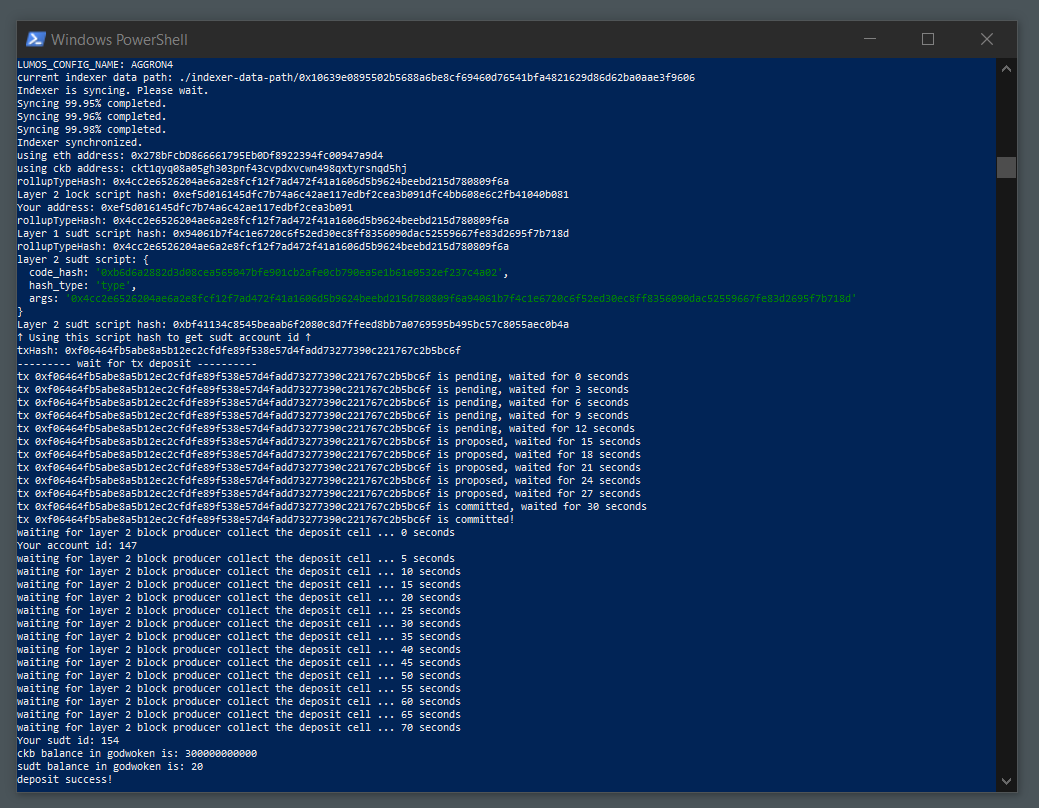 Windows PowerShell
LUMOS_CONFIG_NAME: AGGRON4
current indexer data path: ./indexer-data-path/0x10639e0895502b5688a6be8cf69460d76541bfa4821629d86d62ba0aae3f9606
Indexer is syncing. Please wait.
Syncing 99.95% completed.
Syncing 99.96% completed.
Syncing 99.98% completed.
Indexer synchronized.
using eth address: 0x278bFcbD866661795Eb0Df8922394fc00947a9d4
using ckb address: ckt1qyq08a05gh303pnf43cvpdxvcwn498qxtyrsnqd5hj
rollupTypeHash: 0x4cc2e6526204ae6a2e8fcf12f7ad472f41a1606d5b9624beebd215d780809f6a
Layer 2 lock script hash: 0xef5d016145dfc7b74a6c42ae117edbf2cea3b091dfc4bb608e6c2fb41040b081
Your address: 0xef5d016145dfc7b74a6c42ae117edbf2cea3b091
rollupTypeHash: 0x4cc2e6526204ae6a2e8fcf12f7ad472f41a1606d5b9624beebd215d780809f6a
Layer 1 sudt script hash: 0x94061b7f4c1e6720c6f52ed30ec8ff8356090dac52559667fe83d2695f7b718d
rollupTypeHash: 0x4cc2e6526204ae6a2e8fcf12f7ad472f41a1606d5b9624beebd215d780809f6a
layer 2 sudt script: {
  code_hash: '0xb6d6a2882d3d08cea565047bfe901cb2afe0cb790ea5e1b61e0532ef237c4a02',
  hash_type: 'type',
  args: '0x4cc2e6526204ae6a2e8fcf12f7ad472f41a1606d5b9624beebd215d780809f6a94061b7f4c1e6720c6f52ed30ec8ff8356090dac52559667fe83d2695f7b718d'
}
Layer 2 sudt script hash: 0xbf41134c8545beaab6f2080c8d7ffeed8bb7a0769595b495bc57c8055aec0b4a
↑ Using this script hash to get sudt account id ↑
txHash: 0xf06464fb5abe8a5b12ec2cfdfe89f538e57d4fadd73277390c221767c2b5bc6f
--------- wait for tx deposit ----------
tx 0xf06464fb5abe8a5b12ec2cfdfe89f538e57d4fadd73277390c221767c2b5bc6f is pending, waited for 0 seconds
tx 0xf06464fb5abe8a5b12ec2cfdfe89f538e57d4fadd73277390c221767c2b5bc6f is pending, waited for 3 seconds
tx 0xf06464fb5abe8a5b12ec2cfdfe89f538e57d4fadd73277390c221767c2b5bc6f is pending, waited for 6 seconds
tx 0xf06464fb5abe8a5b12ec2cfdfe89f538e57d4fadd73277390c221767c2b5bc6f is pending, waited for 9 seconds
tx 0xf06464fb5abe8a5b12ec2cfdfe89f538e57d4fadd73277390c221767c2b5bc6f is pending, waited for 12 seconds
tx 0xf06464fb5abe8a5b12ec2cfdfe89f538e57d4fadd73277390c221767c2b5bc6f is proposed, waited for 15 seconds
tx 0xf06464fb5abe8a5b12ec2cfdfe89f538e57d4fadd73277390c221767c2b5bc6f is proposed, waited for 18 seconds
tx 0xf06464fb5abe8a5b12ec2cfdfe89f538e57d4fadd73277390c221767c2b5bc6f is proposed, waited for 21 seconds
tx 0xf06464fb5abe8a5b12ec2cfdfe89f538e57d4fadd73277390c221767c2b5bc6f is proposed, waited for 24 seconds
tx 0xf06464fb5abe8a5b12ec2cfdfe89f538e57d4fadd73277390c221767c2b5bc6f is proposed, waited for 27 seconds
tx 0xf06464fb5abe8a5b12ec2cfdfe89f538e57d4fadd73277390c221767c2b5bc6f is committed, waited for 30 seconds
tx 0xf06464fb5abe8a5b12ec2cfdfe89f538e57d4fadd73277390c221767c2b5bc6f is committed!
waiting for layer 2 block producer collect the deposit cell ... 0 seconds
Your account id: 147
waiting for layer 2 block producer collect the deposit cell ... 5 seconds
waiting for layer 2 block producer collect the deposit cell ... 10 seconds
waiting for layer 2 block producer collect the deposit cell ... 15 seconds
waiting for layer 2 block producer collect the deposit cell ... 20 seconds
waiting for layer 2 block producer collect the deposit cell ... 25 seconds
waiting for layer 2 block producer collect the deposit cell ... 30 seconds
waiting for layer 2 block producer collect the deposit cell ... 35 seconds
waiting for layer 2 block producer collect the deposit cell ... 40 seconds
waiting for layer 2 block producer collect the deposit cell ... 45 seconds
waiting for layer 2 block producer collect the deposit cell ... 50 seconds
waiting for layer 2 block producer collect the deposit cell ... 55 seconds
waiting for layer 2 block producer collect the deposit cell ... 60 seconds
waiting for layer 2 block producer collect the deposit cell ... 65 seconds
waiting for layer 2 block producer collect the deposit cell ... 70 seconds
Your sudt id: 154
ckb balance in godwoken is: 300000000000
sudt balance in godwoken is: 20
deposit success!